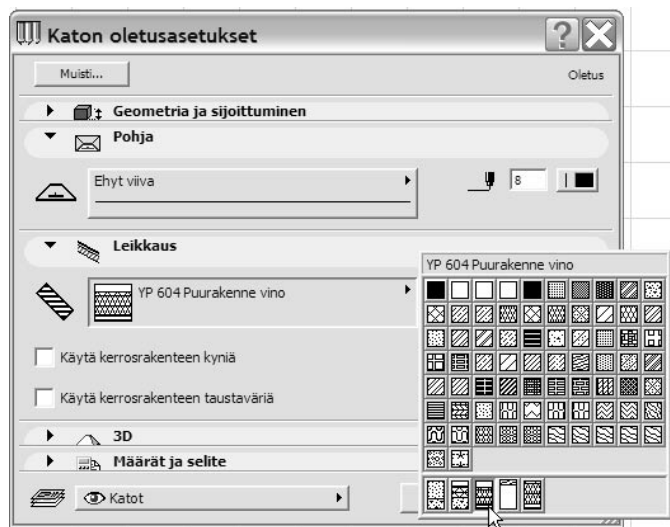 Katon oletusasetukset
Muisti...
Oletus
Geometria ja sijoittuminen
Pohja
Ehyt viiva
8
Leikkaus
YP 604 Puurakenne vino
YP 604 Puurakenne vino
Käytä kerrosrakenteen kyniä
Käytä kerrosrakenteen taustaväriä
3D
Määrät ja selite
Katot